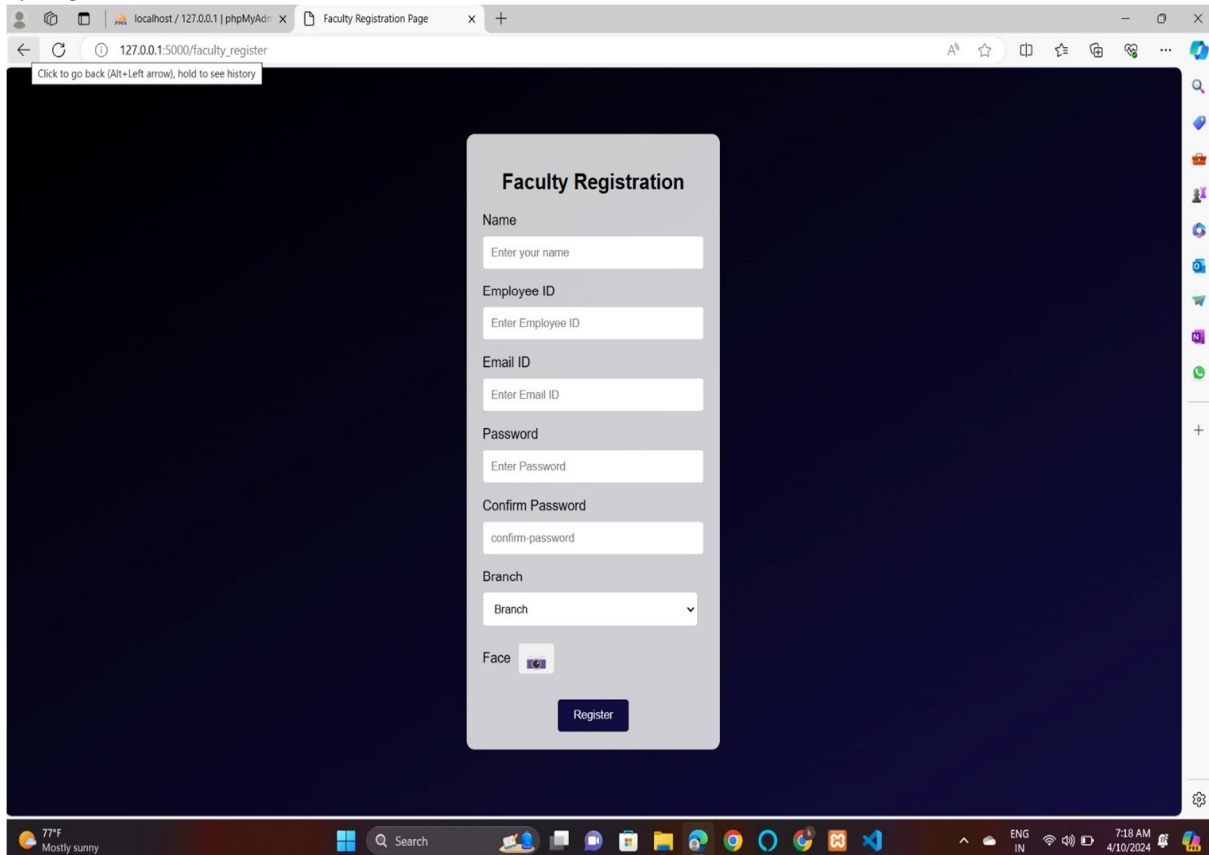 localhost / 127.0.0.1 | phpMyAdn
Faculty Registration Page
127.0.0.1:5000/faculty_register
Click to go back (Alt+Left arrow), hold to see history
Faculty Registration
Name
Enter your name
Employee ID
Enter Employee ID
Email ID
Enter Email ID
Password
Enter Password
Confirm Password
confirm-password
Branch
Branch
Face
Register
77°F
Mostly sunny
Search
ENG
IN
7:18 AM
4/10/2024